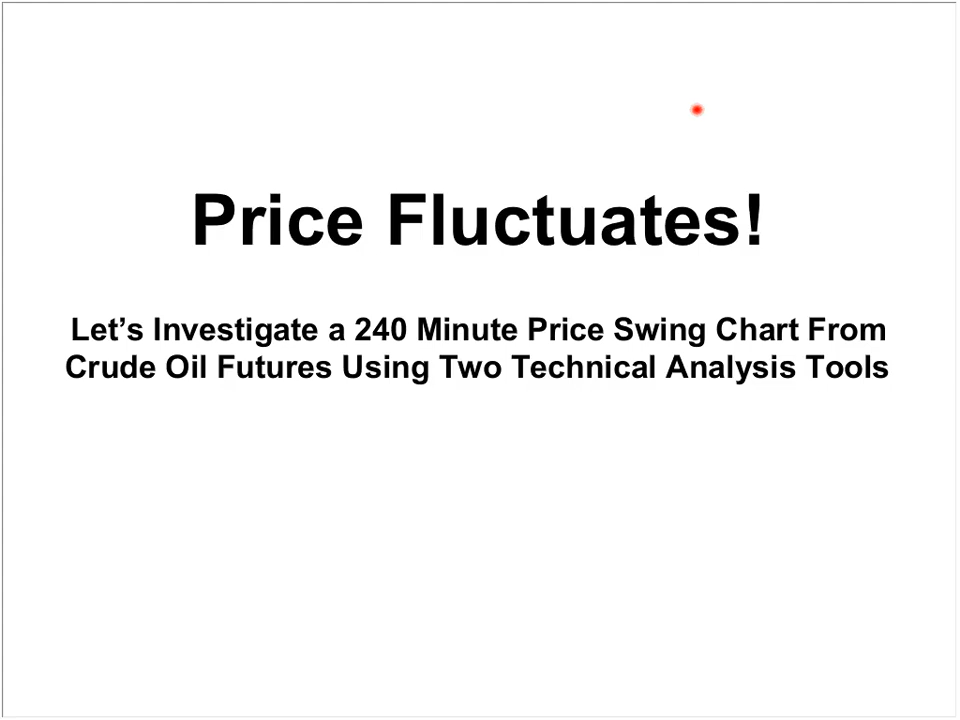 Price Fluctuates!
Let’s Investigate a 240 Minute Price Swing Chart From
Crude Oil Futures Using Two Technical Analysis Tools